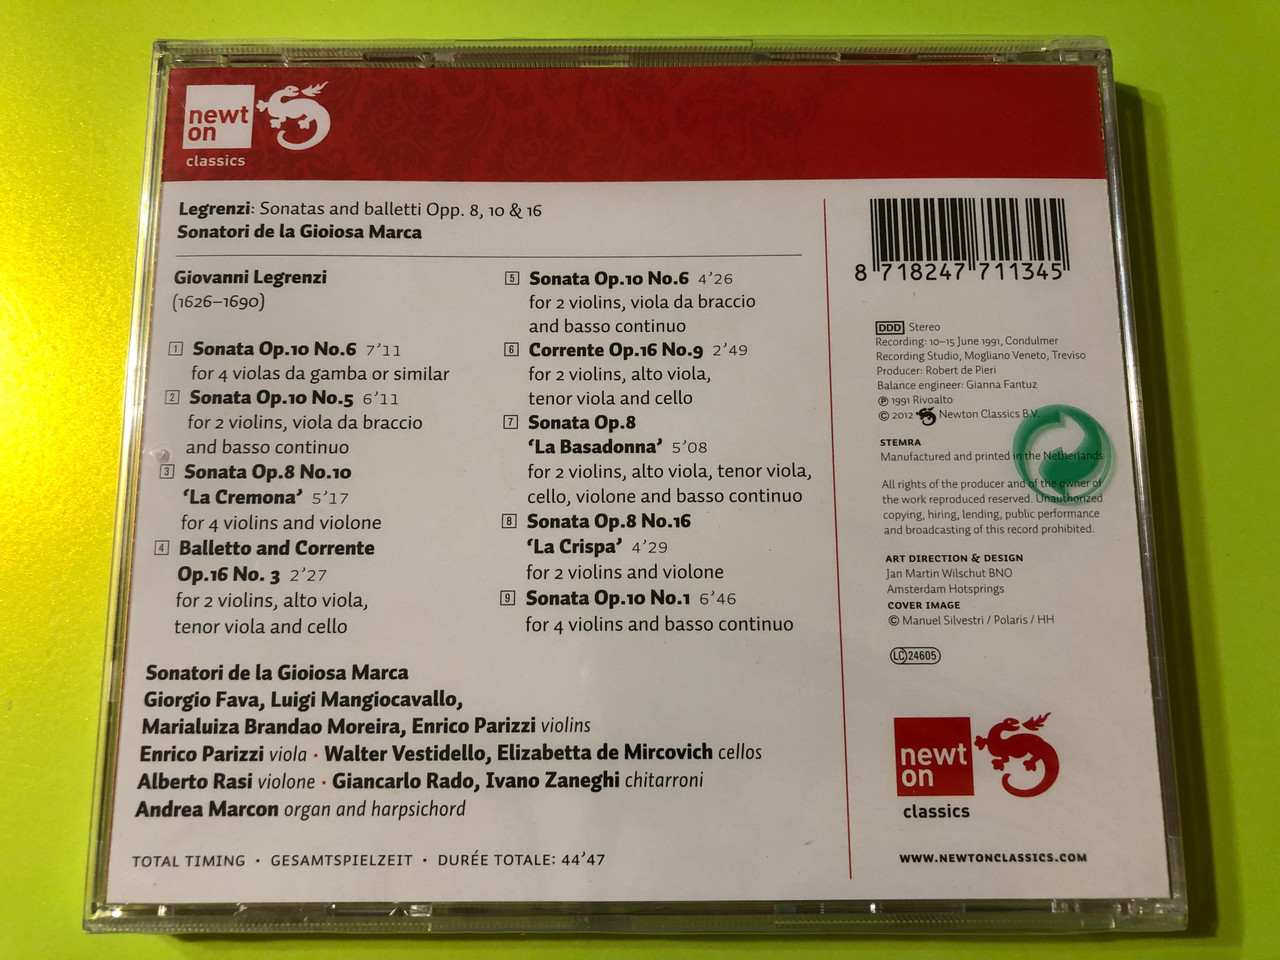 newt
on
classics
Legrenzi: Sonatas and balletti Opp. 8, 10 & 16
Sonatori de la Gioiosa Marca
Giovanni Legrenzi
(1626–1690)
1 Sonata Op.10 No.6 7’11
for 4 violas da gamba or similar
2 Sonata Op.10 No.5 6’11
for 2 violins, viola da braccio
and basso continuo
3 Sonata Op.8 No.10
‘La Cremona’ 5’17
for 4 violins and violone
4 Balletto and Corrente
Op.16 No. 3 2’27
for 2 violins, alto viola,
tenor viola and cello
5 Sonata Op.10 No.6 4’26
for 2 violins, viola da braccio
and basso continuo
6 Corrente Op.16 No.9 2’49
for 2 violins, alto viola,
tenor viola and cello
7 Sonata Op.8
‘La Basadonna’ 5’08
for 2 violins, alto viola, tenor viola,
cello, violone and basso continuo
8 Sonata Op.8 No.16
‘La Crispa’ 4’29
for 2 violins and violone
9 Sonata Op.10 No.1 6’46
for 4 violins and basso continuo
Sonatori de la Gioiosa Marca
Giorgio Fava, Luigi Mangiocavallo,
Marialuiza Brandao Moreira, Enrico Parizzi violins
Enrico Parizzi viola · Walter Vestidello, Elizabetta de Mircovich cellos
Alberto Rasi violone · Giancarlo Rado, Ivano Zaneghi chitarroni
Andrea Marcon organ and harpsichord
TOTAL TIMING · GESAMTSPIELZEIT · DURÉE TOTALE: 44’47
8 718247 711345
DDD Stereo
Recording: 10–15 June 1991, Condulmer
Recording Studio, Mogliano Veneto, Treviso
Producer: Robert de Pieri
Balance engineer: Gianna Fantuz
℗ 1991 Rivoalto
© 2012 Newton Classics B.V.
STEMRA
Manufactured and printed in the Netherlands
All rights of the producer and of the owner of
the work reproduced reserved. Unauthorized
copying, hiring, lending, public performance
and broadcasting of this record prohibited.
ART DIRECTION & DESIGN
Jan Martin Wilschut BNO
Amsterdam Hotsprings
COVER IMAGE
© Manuel Silvestri / Polaris / HH
LC 24605
newt
on
classics
WWW.NEWTONCLASSICS.COM